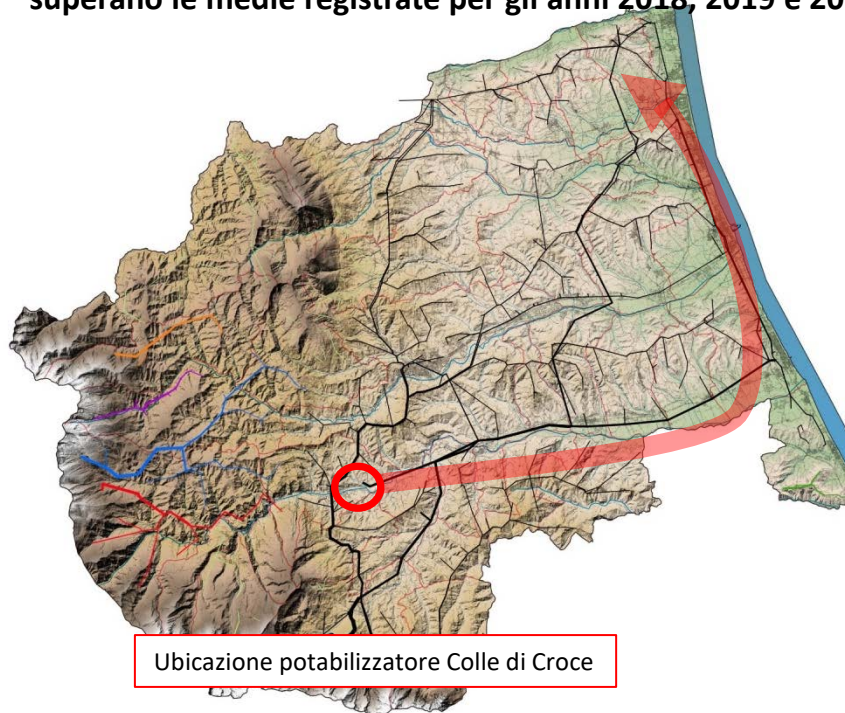 superano le medie registrate per gli anni 2018, 2019 e 20
Ubicazione potabilizzatore Colle di Croce